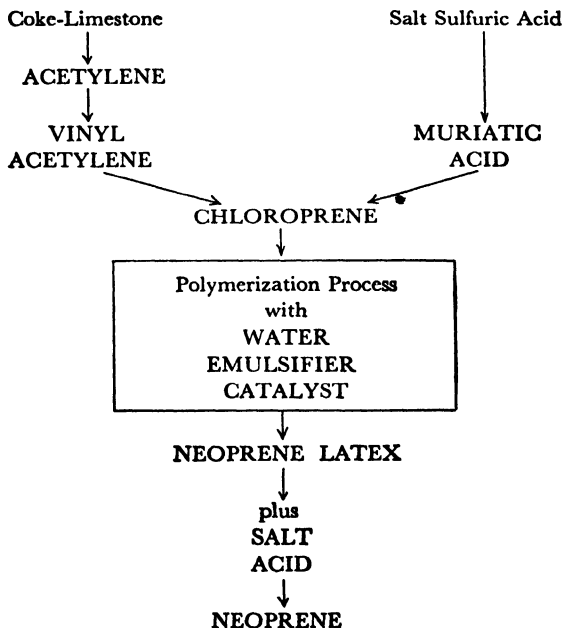 Coke-Limestone
Salt Sulfuric Acid
ACETYLENE
VINYL
ACETYLENE
MURIATIC
ACID
CHLOROPRENE
Polymerization Process
with
WATER
EMULSIFIER
CATALYST
NEOPRENE LATEX
plus
SALT
ACID
NEOPRENE